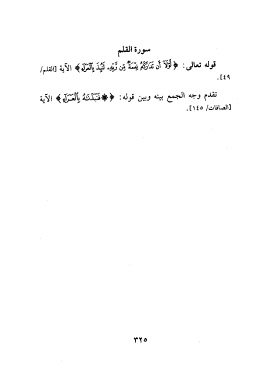 سورة القلم
قوله تعالى: ﴿لَّوْلَآ أَن تَدَٰرَكَهُۥ نِعْمَةٌ مِّن رَّبِّهِۦ لَنُبِذَ بِٱلْعَرَآءِ﴾ الآية [القلم/
٤٩].
تقدم وجه الجمع بينه وبين قوله: ﴿۞ فَنَبَذْنَٰهُ بِٱلْعَرَآءِ﴾ الآية
[الصافات/ ١٤٥].
٣٢٥